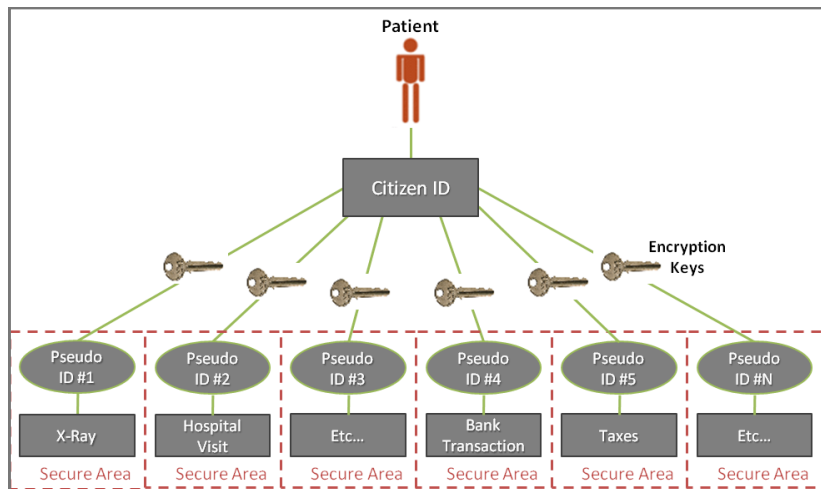 Patient
Citizen ID
Encryption
Keys
Pseudo
ID #1
Pseudo
ID #2
Pseudo
ID #3
Pseudo
ID #4
Pseudo
ID #5
Pseudo
ID #N
X-Ray
Hospital
Visit
Etc...
Bank
Transaction
Taxes
Etc...
Secure Area
Secure Area
Secure Area
Secure Area
Secure Area
Secure Area